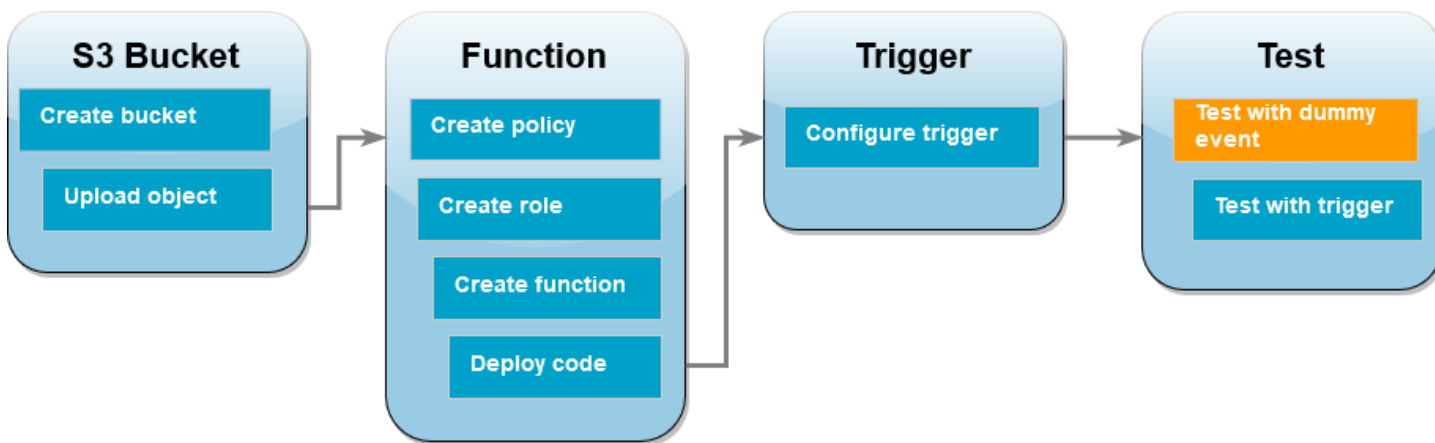 S3 Bucket
Create bucket
Upload object
Function
Create policy
Create role
Create function
Deploy code
Trigger
Configure trigger
Test
Test with dummy
event
Test with trigger